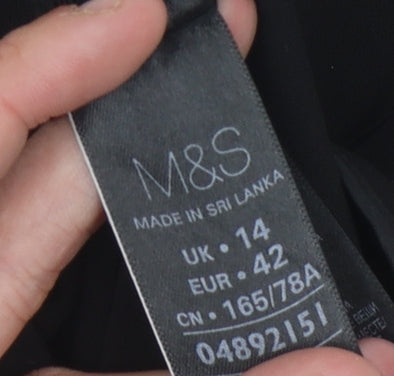 M&S
MADE IN SRI LANKA
UK • 14
EUR • 42
CN • 165/78A
04892151